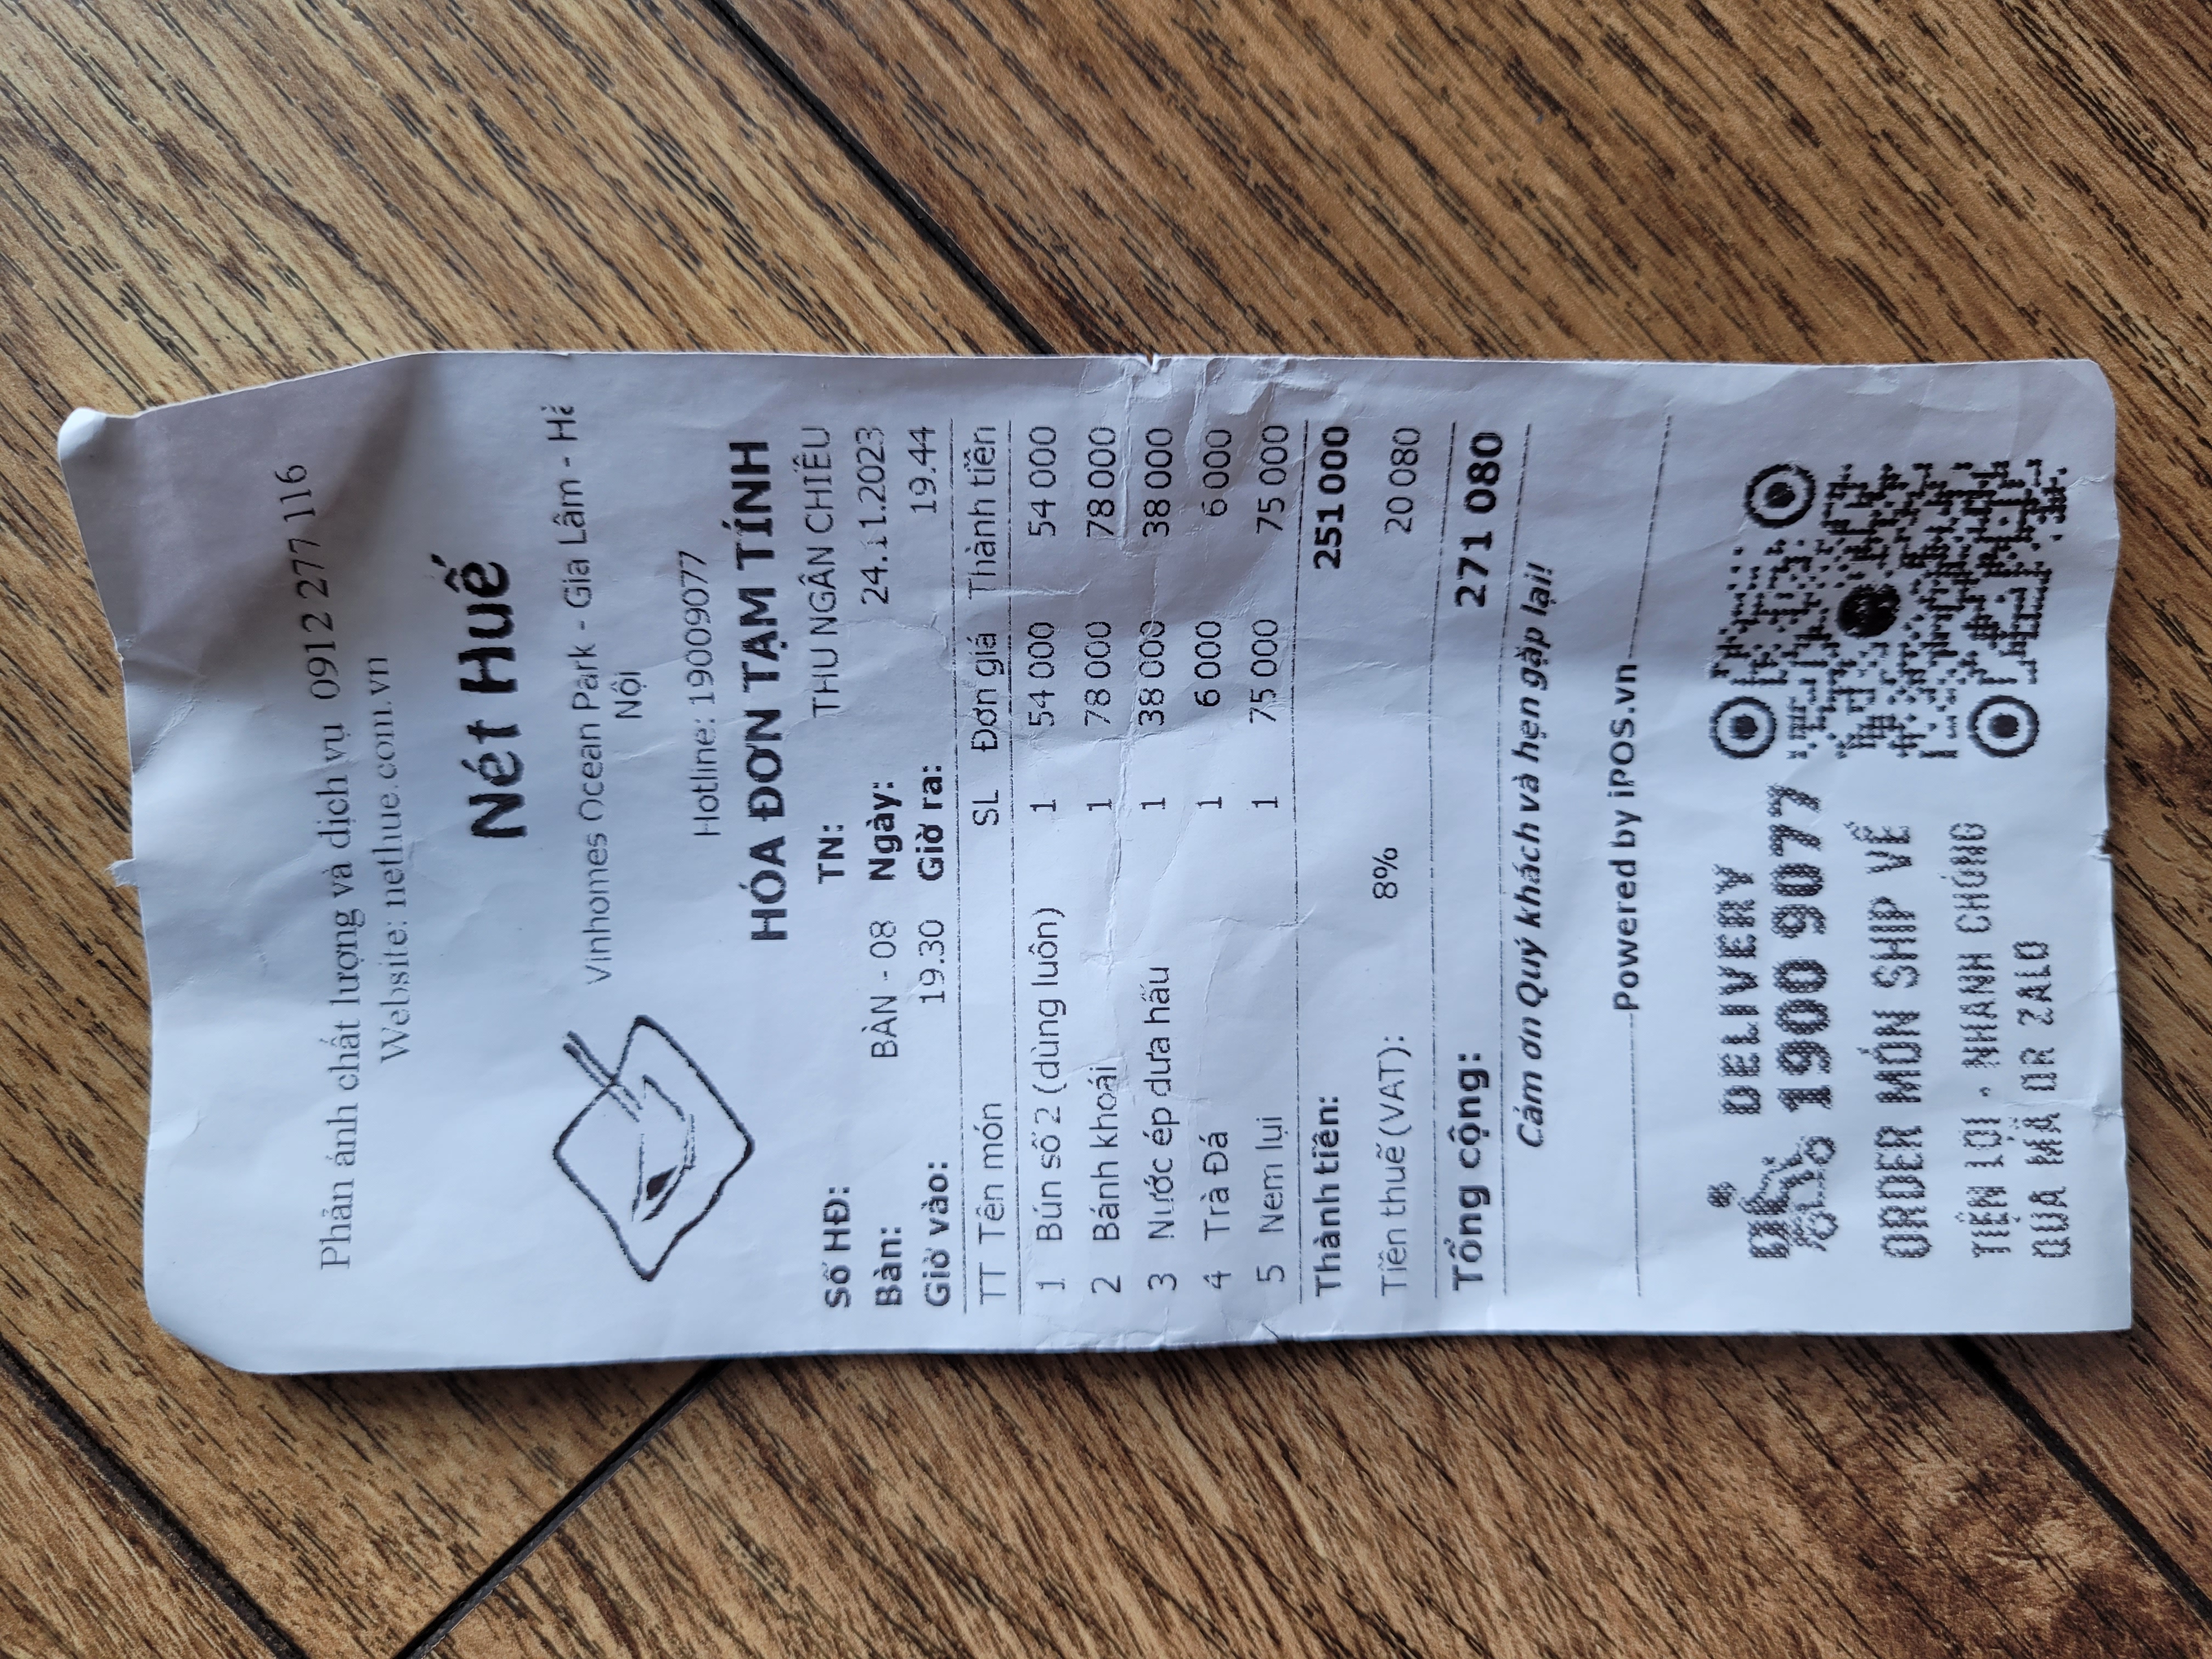 Phản ánh chất lượng và dịch vụ 0912 277 116
Website: nethue.com.vn
Nét Huế
Vinhomes Ocean Park - Gia Lâm - Hà
Nội
Hotline: 19009077
HÓA ĐƠN TẠM TÍNH
Số HĐ: TN: THU NGÂN CHIỀU
Bàn: BÀN - 08 Ngày: 24.11.2023
Giờ vào: 19.30 Giờ ra: 19.44
TT Tên món SL Đơn giá Thành tiền
1 Bún số 2 (dùng luôn) 1 54 000 54 000
2 Bánh khoái 1 78 000 78 000
3 Nước ép dưa hấu 1 38 000 38 000
4 Trà Đá 1 6 000 6 000
5 Nem lụi 1 75 000 75 000
Thành tiền: 251 000
Tiền thuế (VAT): 8% 20 080
Tổng cộng: 271 080
Cảm ơn Quý khách và hẹn gặp lại!
Powered by iPOS.vn
DELIVERY
1900 9077
ORDER MÓN SHIP VỀ
TIỆN LỢI - NHANH CHÓNG
QUA MÃ QR ZALO